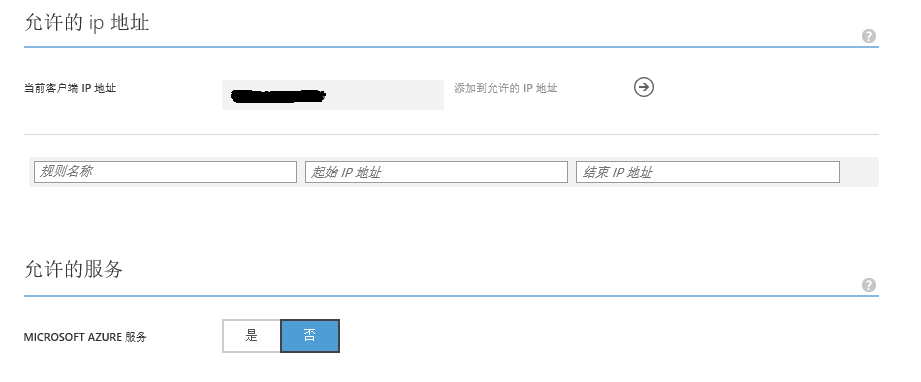 允许的 ip 地址
?
当前客户端 IP 地址
添加到允许的 IP 地址
规则名称
起始 IP 地址
结束 IP 地址
允许的服务
?
MICROSOFT AZURE 服务
是
否